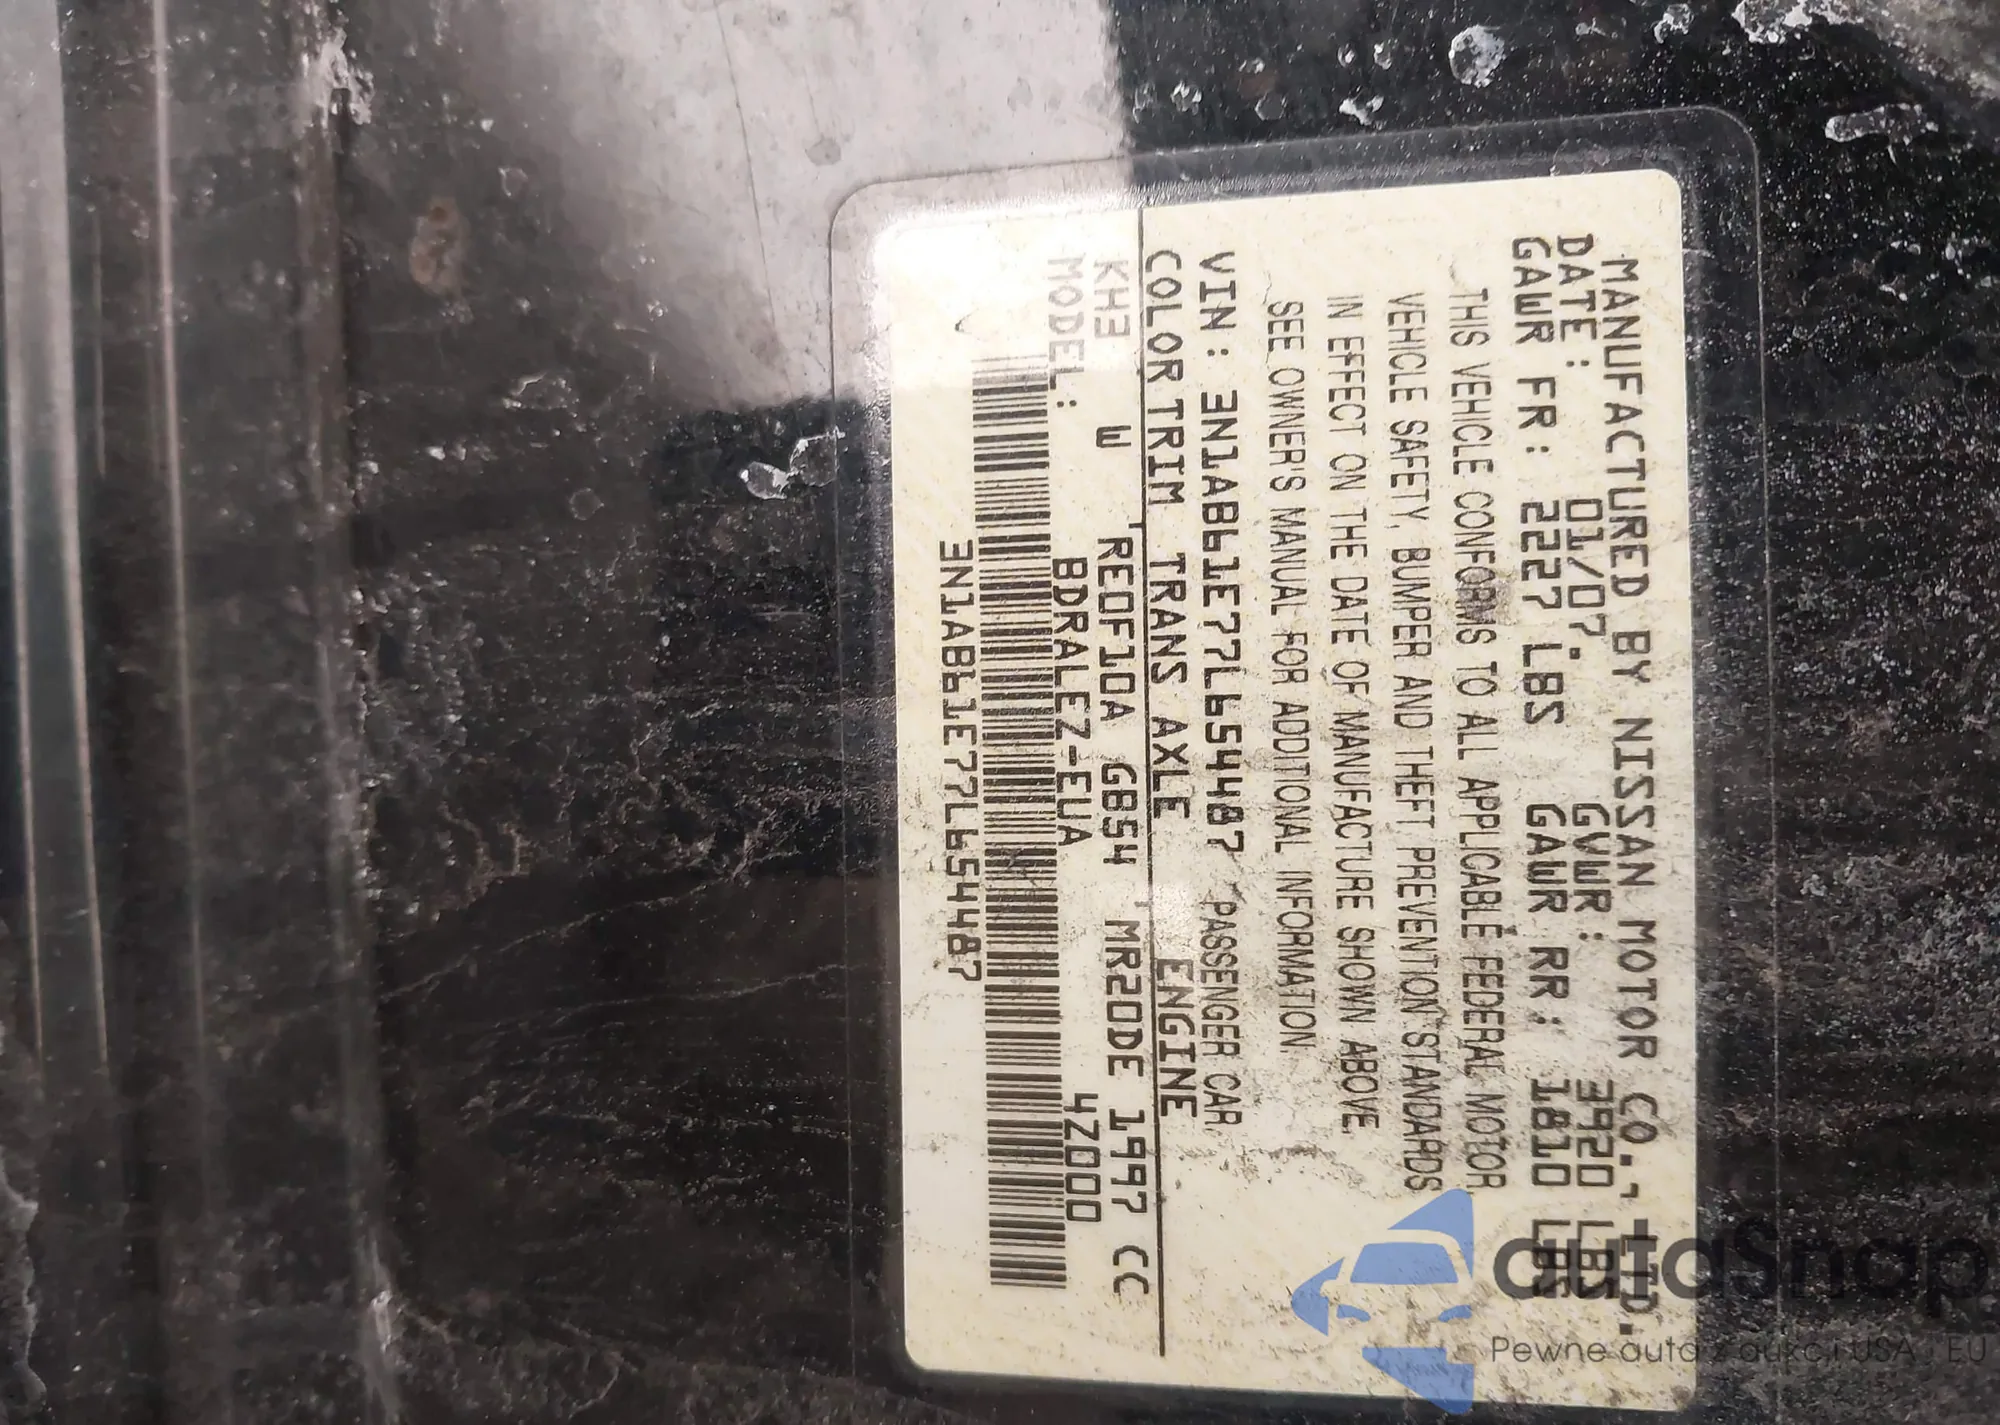 MANUFACTURED BY NISSAN MOTOR CO., LTD.
DATE: 01/07. GVWR: 3920 LBS
GAWR FR: 2227 LBS GAWR RR: 1810 LBS
THIS VEHICLE CONFORMS TO ALL APPLICABLE FEDERAL MOTOR
VEHICLE SAFETY, BUMPER AND THEFT PREVENTION STANDARDS
IN EFFECT ON THE DATE OF MANUFACTURE SHOWN ABOVE.
SEE OWNER'S MANUAL FOR ADDITIONAL INFORMATION.
VIN: 3N1AB61E77L654487 PASSENGER CAR.
COLOR TRIM TRANS AXLE ENGINE
KH3 W RE0F10A GB54 MR20DE 1997 CC
MODEL: BDRALEZ-EUA 4Z000
3N1AB61E77L654487
autaSnap
Pewne auta z aukcji USA i EU